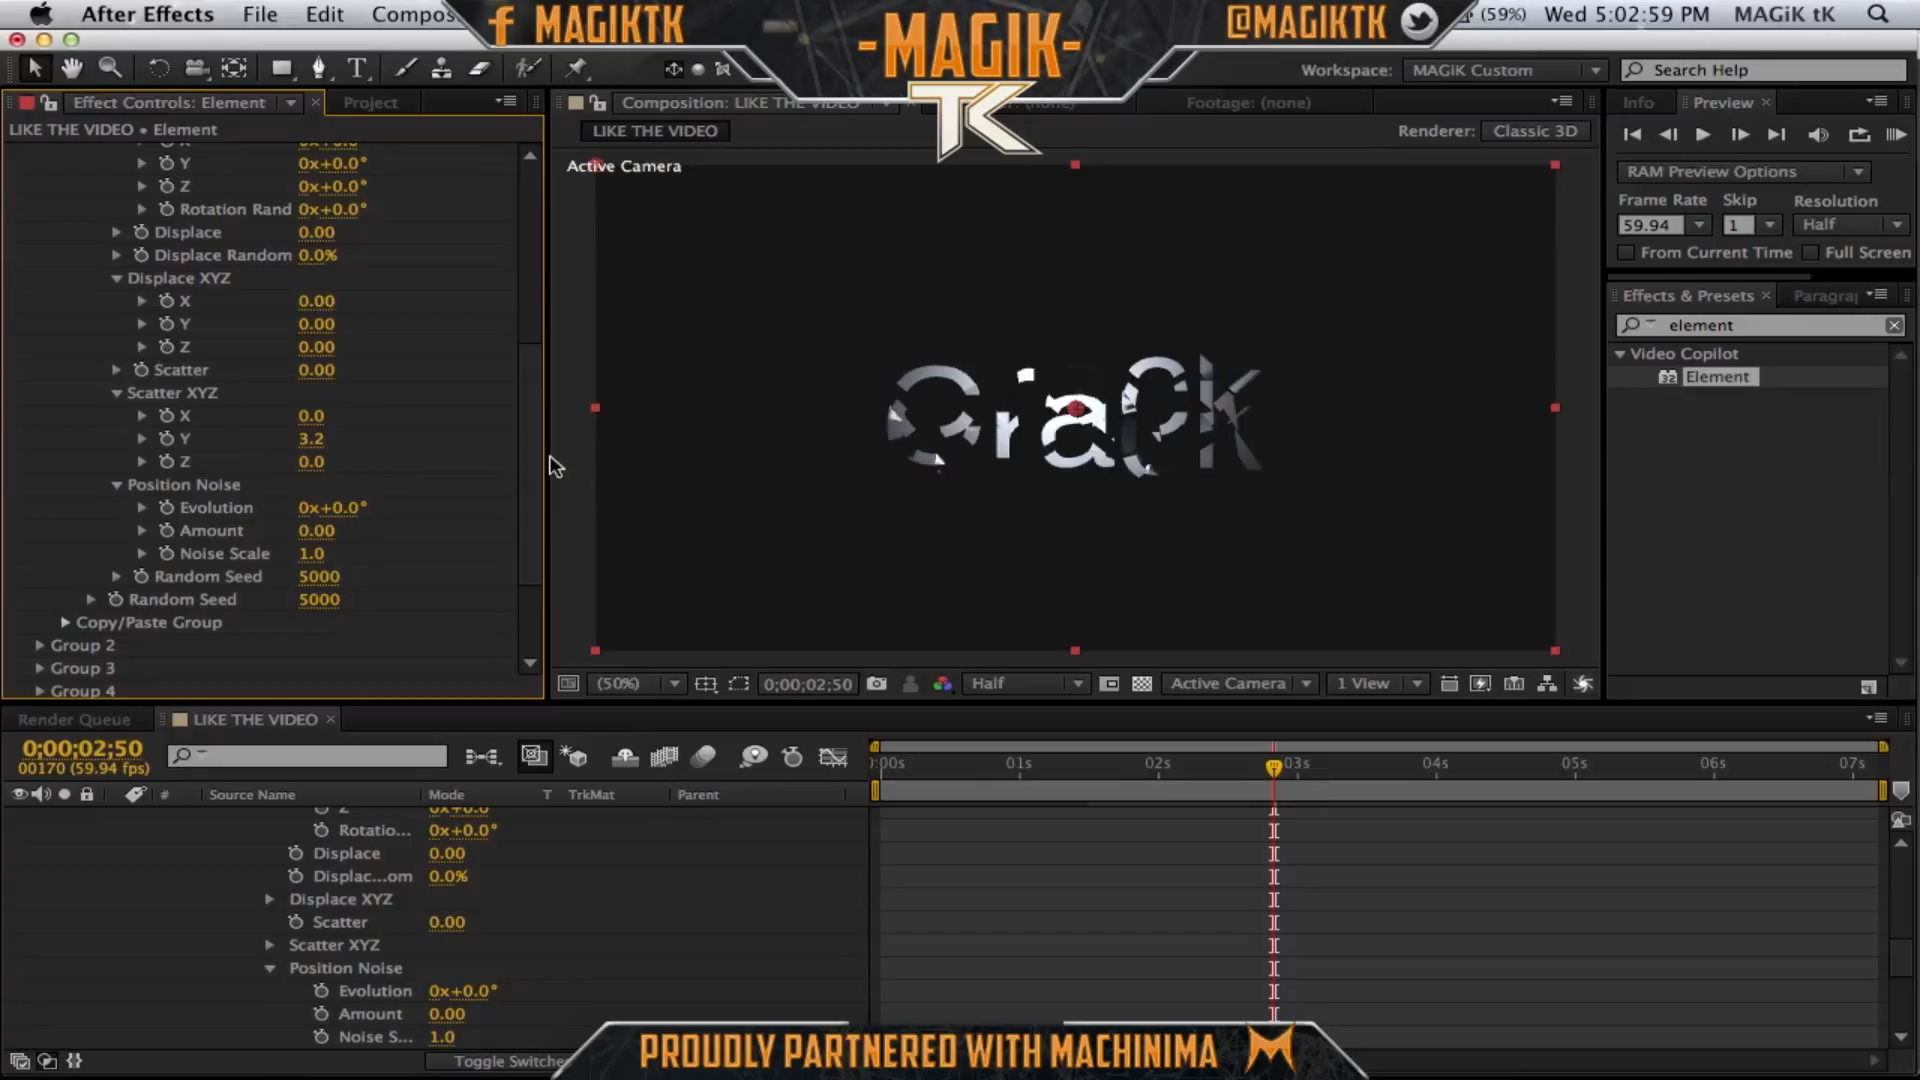 After Effects File Edit Compos
MAGIKTK
-MAGIK-
TK
@MAGIKTK
(59%) Wed 5:02:59 PM MAGiK tK
Workspace: MAGiK Custom
Search Help
Effect Controls: Element
Project
Composition: LIKE THE VIDEO
(none)
Footage: (none)
Info
Preview
LIKE THE VIDEO • Element
LIKE THE VIDEO
Renderer: Classic 3D
Active Camera
Y 0x+0.0°
Z 0x+0.0°
Rotation Rand 0x+0.0°
Displace 0.00
Displace Random 0.0%
Displace XYZ
X 0.00
Y 0.00
Z 0.00
Scatter 0.00
Scatter XYZ
X 0.0
Y 3.2
Z 0.0
Position Noise
Evolution 0x+0.0°
Amount 0.00
Noise Scale 1.0
Random Seed 5000
Random Seed 5000
Copy/Paste Group
Group 2
Group 3
Group 4
CraCk
(50%) 0;00;02;50 Half Active Camera 1 View
RAM Preview Options
Frame Rate Skip Resolution
59.94 1 Half
From Current Time Full Screen
Effects & Presets
Paragraj
element
Video Copilot
32 Element
Render Queue
LIKE THE VIDEO
0;00;02;50
00170 (59.94 fps)
:00s 01s 02s 03s 04s 05s 06s 07s
# Source Name Mode T TrkMat Parent
Z 0x+0.0°
Rotatio... 0x+0.0°
Displace 0.00
Displac...om 0.0%
Displace XYZ
Scatter 0.00
Scatter XYZ
Position Noise
Evolution 0x+0.0°
Amount 0.00
Noise S... 1.0
Toggle Switche
PROUDLY PARTNERED WITH MACHINIMA